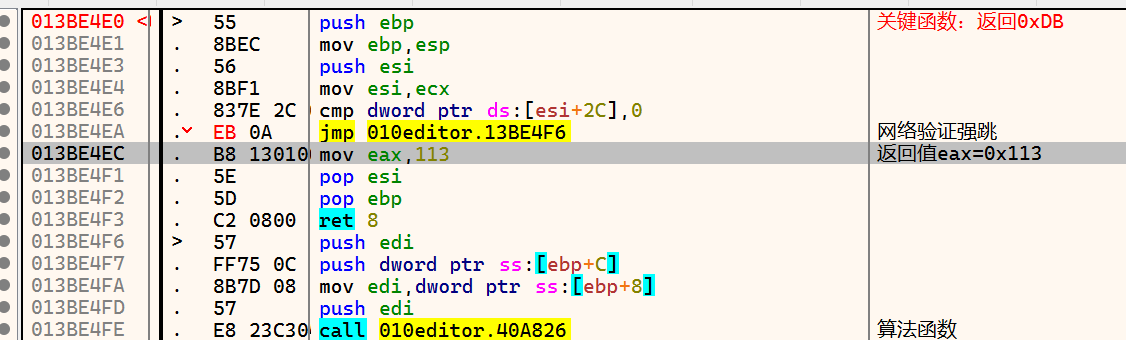 013BE4E0 <	>	55	push ebp	关键函数: 返回0xDB
013BE4E1	.	8BEC	mov ebp,esp
013BE4E3	.	56	push esi
013BE4E4	.	8BF1	mov esi,ecx
013BE4E6	.	837E 2C	cmp dword ptr ds:[esi+2C],0
013BE4EA	.	EB 0A	jmp 010editor.13BE4F6	网络验证强跳
013BE4EC	.	B8 13010	mov eax,113	返回值eax=0x113
013BE4F1	.	5E	pop esi
013BE4F2	.	5D	pop ebp
013BE4F3	.	C2 0800	ret 8
013BE4F6	>	57	push edi
013BE4F7	.	FF75 0C	push dword ptr ss:[ebp+C]
013BE4FA	.	8B7D 08	mov edi,dword ptr ss:[ebp+8]
013BE4FD	.	57	push edi
013BE4FE	.	E8 23C30	call 010editor.40A826	算法函数